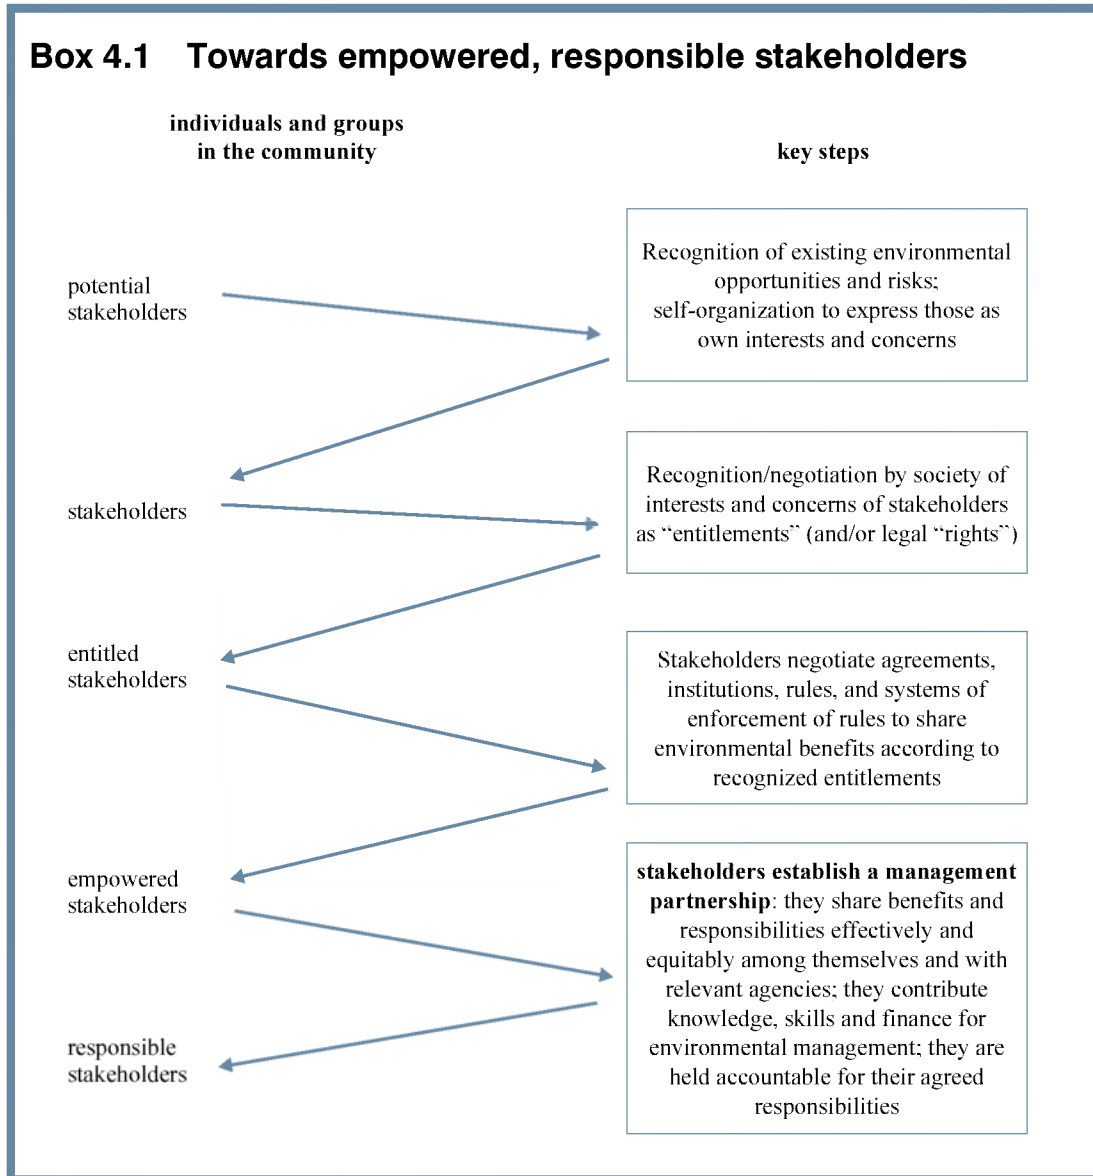 Box 4.1 Towards empowered, responsible stakeholders
individuals and groups
in the community
key steps
potential
stakeholders
Recognition of existing environmental
opportunities and risks;
self-organization to express those as
own interests and concerns
stakeholders
Recognition/negotiation by society of
interests and concerns of stakeholders
as “entitlements” (and/or legal “rights”)
entitled
stakeholders
Stakeholders negotiate agreements,
institutions, rules, and systems of
enforcement of rules to share
environmental benefits according to
recognized entitlements
empowered
stakeholders
stakeholders establish a management
partnership: they share benefits and
responsibilities effectively and
equitably among themselves and with
relevant agencies; they contribute
knowledge, skills and finance for
environmental management; they are
held accountable for their agreed
responsibilities
responsible
stakeholders